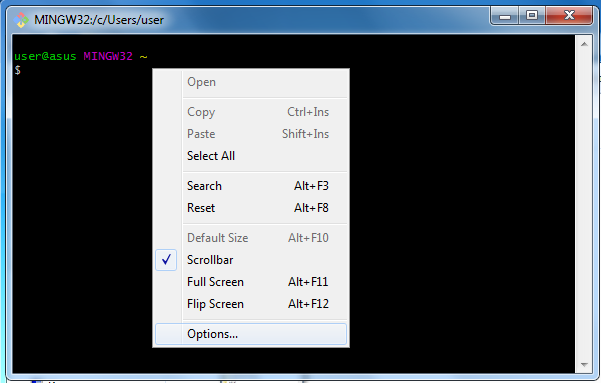 MINGW32:/c/Users/user
user@asus MINGW32 ~
$
Open
Copy Ctrl+Ins
Paste Shift+Ins
Select All
Search Alt+F3
Reset Alt+F8
Default Size Alt+F10
Scrollbar
Full Screen Alt+F11
Flip Screen Alt+F12
Options...